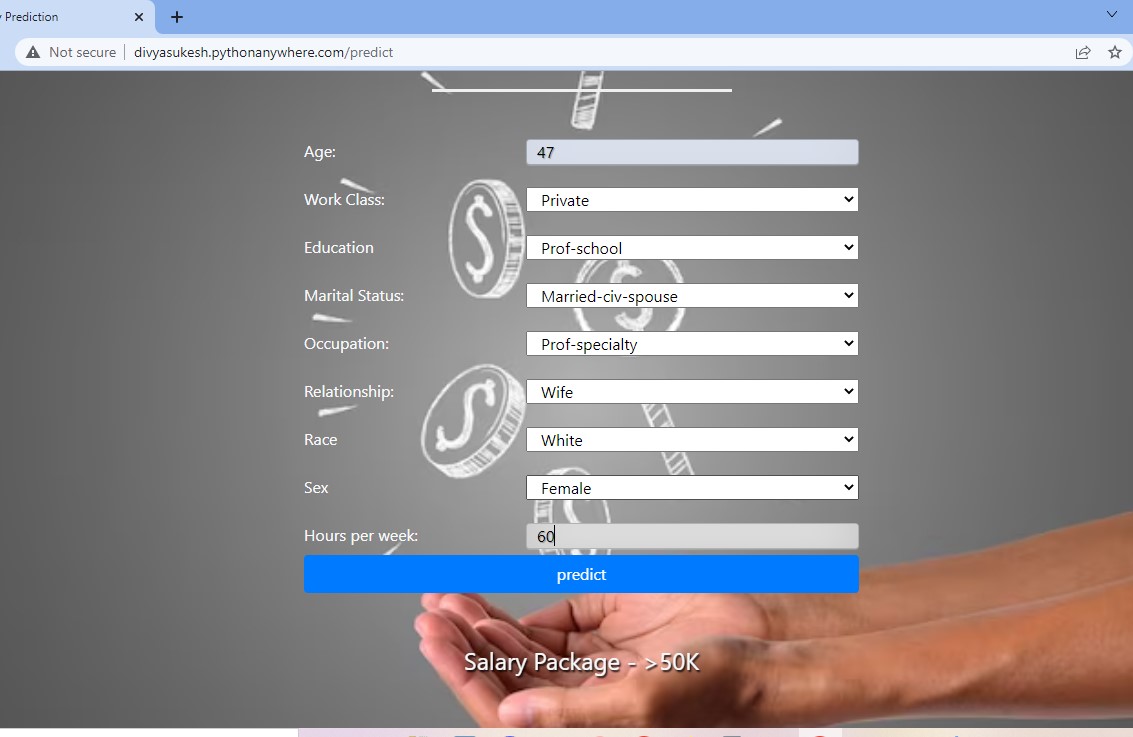 Prediction
Not secure
divyasukesh.pythonanywhere.com/predict
Age: 47
Work Class: Private
Education Prof-school
Marital Status: Married-civ-spouse
Occupation: Prof-specialty
Relationship: Wife
Race White
Sex Female
Hours per week: 60
predict
Salary Package - >50K